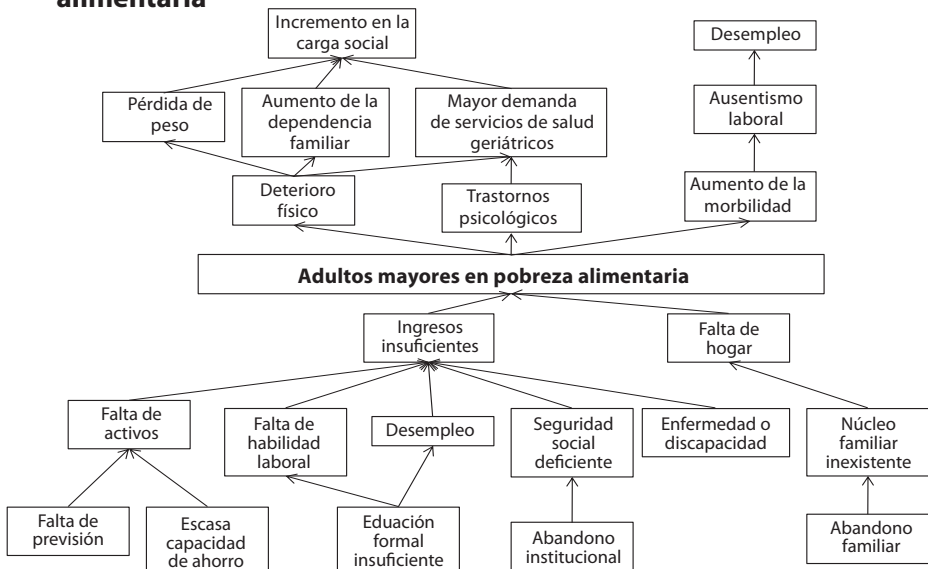 alimentaria
Incremento en la
carga social
Desempleo
Pérdida de
peso
Aumento de la
dependencia
familiar
Mayor demanda
de servicios de salud
geriátricos
Ausentismo
laboral
Deterioro
físico
Trastornos
psicológicos
Aumento de la
morbilidad
Adultos mayores en pobreza alimentaria
Ingresos
insuficientes
Falta de
hogar
Falta de
activos
Falta de
habilidad
laboral
Desempleo
Seguridad
social
deficiente
Enfermedad o
discapacidad
Núcleo
familiar
inexistente
Falta de
previsión
Escasa
capacidad
de ahorro
Eduación
formal
insuficiente
Abandono
institucional
Abandono
familiar